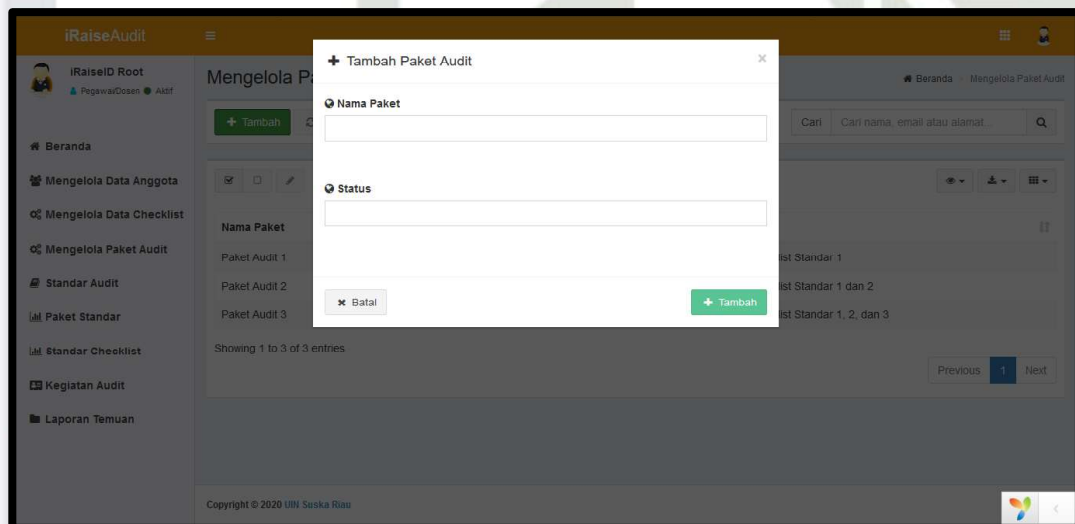 iRaiseAudit
iRaiseID Root
Pegawai/Dosen Aktif
Beranda
Mengelola Data Anggota
Mengelola Data Checklist
Mengelola Paket Audit
Standar Audit
Paket Standar
Standar Checklist
Kegiatan Audit
Laporan Temuan
Mengelola Pa
Beranda Mengelola Paket Audit
+ Tambah
Cari Cari nama, email atau alamat...
+ Tambah Paket Audit ×
Nama Paket
Status
× Batal
+ Tambah
Nama Paket
Paket Audit 1 list Standar 1
Paket Audit 2 list Standar 1 dan 2
Paket Audit 3 list Standar 1, 2, dan 3
Showing 1 to 3 of 3 entries
Previous 1 Next
Copyright © 2020 UIN Suska Riau